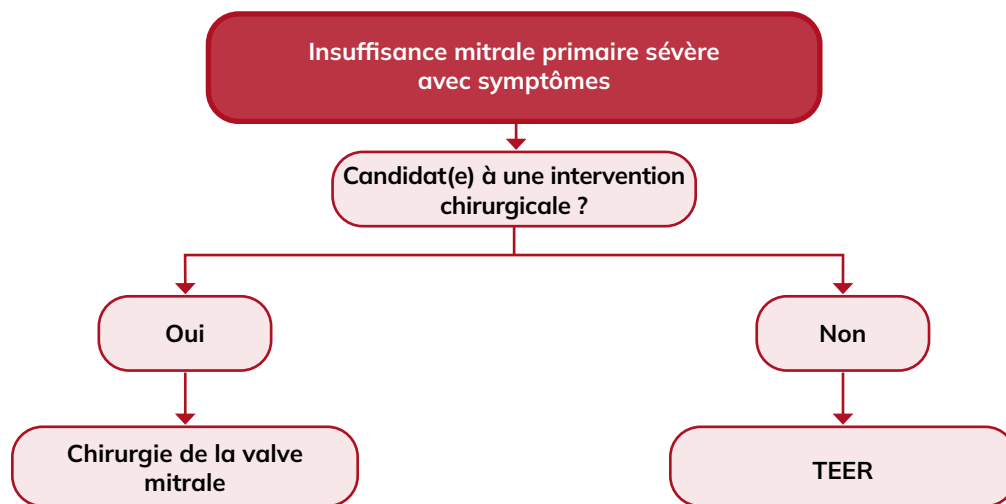 Insuffisance mitrale primaire sévère
avec symptômes
Candidat(e) à une intervention
chirurgicale ?
Oui
Non
Chirurgie de la valve
mitrale
TEER